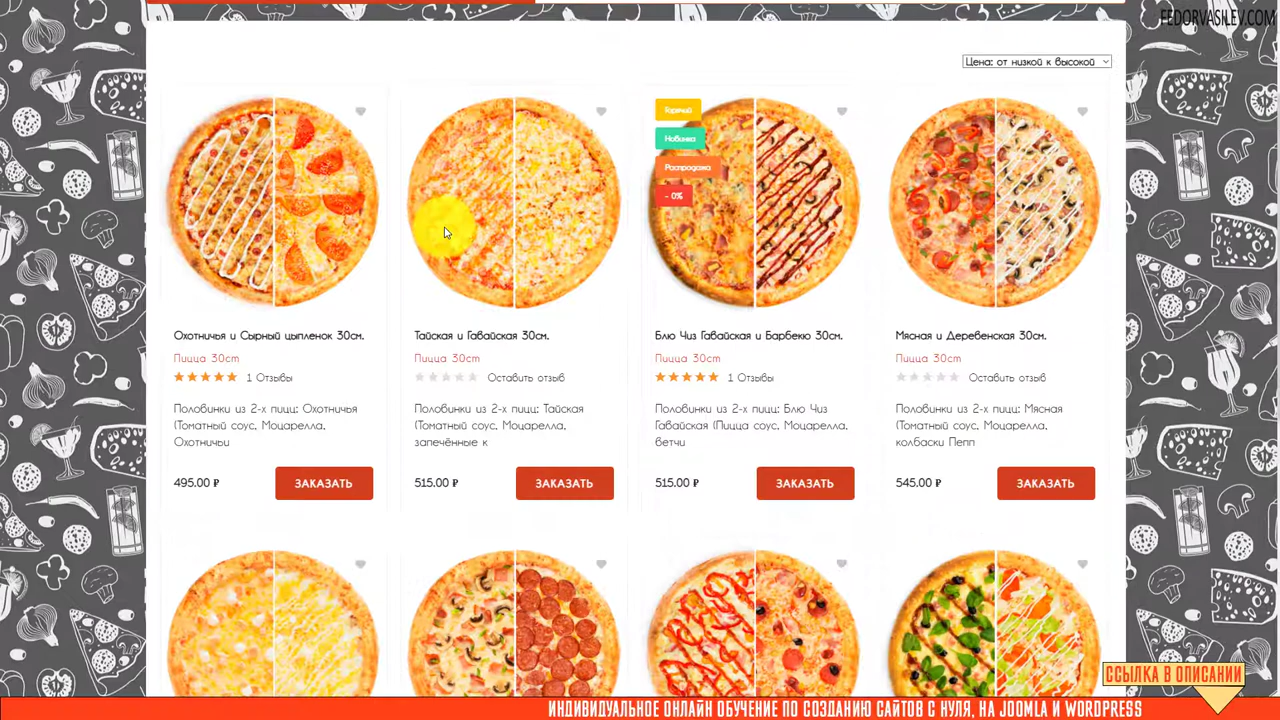 FEDORVASILEV.COM
Цена: от низкой к высокой
Горячий
Новинка
Распродажа
- 0%
Охотничья и Сырный цыпленок 30см.
Пицца 30cm
1 Отзывы
Половинки из 2-х пицц: Охотничья
(Томатный соус, Моцарелла,
Охотничьи
495.00 ₽
ЗАКАЗАТЬ
Тайская и Гавайская 30см.
Пицца 30cm
Оставить отзыв
Половинки из 2-х пицц: Тайская
(Томатный соус, Моцарелла,
запечённые к
515.00 ₽
ЗАКАЗАТЬ
Блю Чиз Гавайская и Барбекю 30см.
Пицца 30cm
1 Отзывы
Половинки из 2-х пицц: Блю Чиз
Гавайская (Пицца соус, Моцарелла,
ветчи
515.00 ₽
ЗАКАЗАТЬ
Мясная и Деревенская 30см.
Пицца 30cm
Оставить отзыв
Половинки из 2-х пицц: Мясная
(Томатный соус, Моцарелла,
колбаски Пепп
545.00 ₽
ЗАКАЗАТЬ
ССЫЛКА В ОПИСАНИИ
ИНДИВИДУАЛЬНОЕ ОНЛАЙН ОБУЧЕНИЕ ПО СОЗДАНИЮ САЙТОВ С НУЛЯ, НА JOOMLA И WORDPRESS